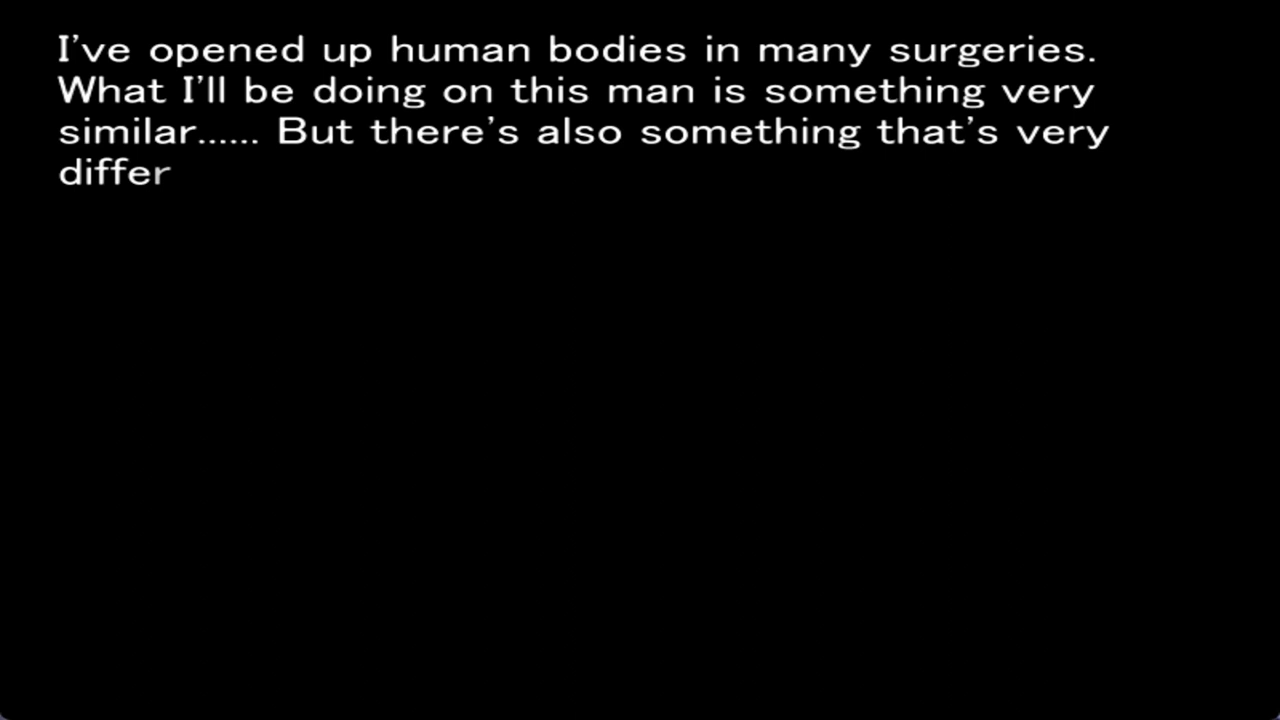 I've opened up human bodies in many surgeries.
What I'll be doing on this man is something very
similar...... But there's also something that's very
differ